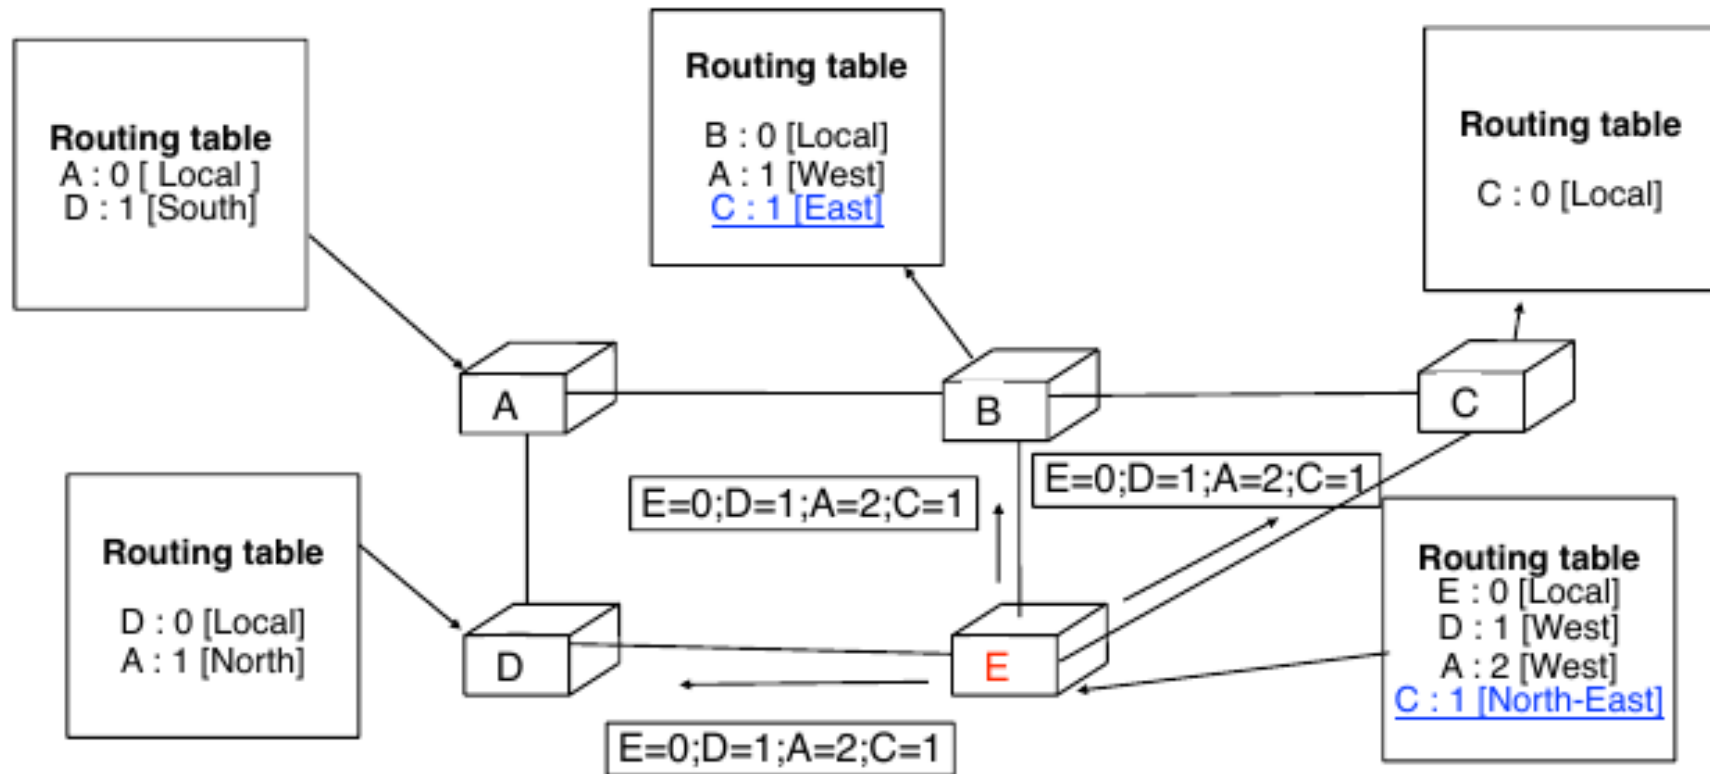 Routing table
A : 0 [ Local ]
D : 1 [South]
Routing table
B : 0 [Local]
A : 1 [West]
C : 1 [East]
Routing table
C : 0 [Local]
A
B
C
E=0;D=1;A=2;C=1
E=0;D=1;A=2;C=1
Routing table
D : 0 [Local]
A : 1 [North]
D
E
Routing table
E : 0 [Local]
D : 1 [West]
A : 2 [West]
C : 1 [North-East]
E=0;D=1;A=2;C=1